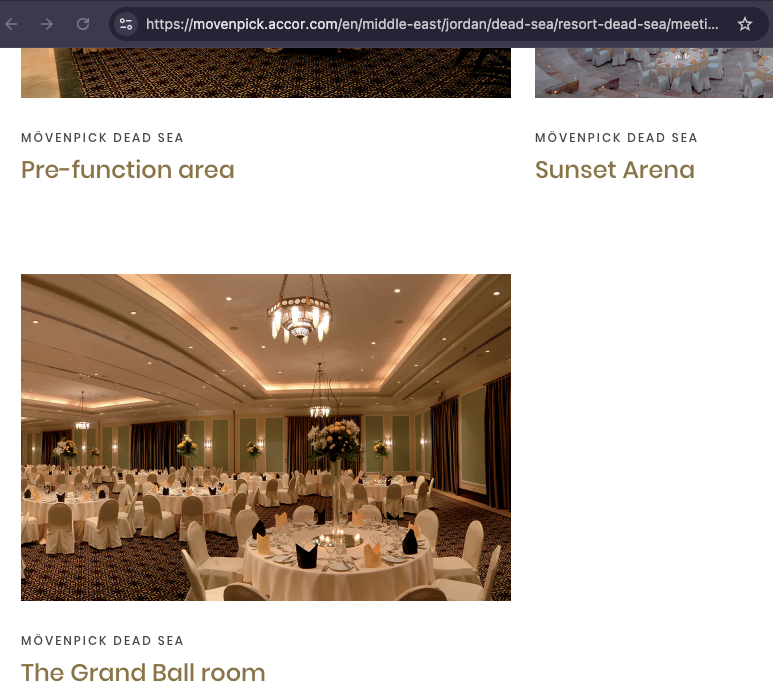 https://movenpick.accor.com/en/middle-east/jordan/dead-sea/resort-dead-sea/meeti...
MÖVENPICK DEAD SEA
Pre-function area
MÖVENPICK DEAD SEA
Sunset Arena
MÖVENPICK DEAD SEA
The Grand Ball room